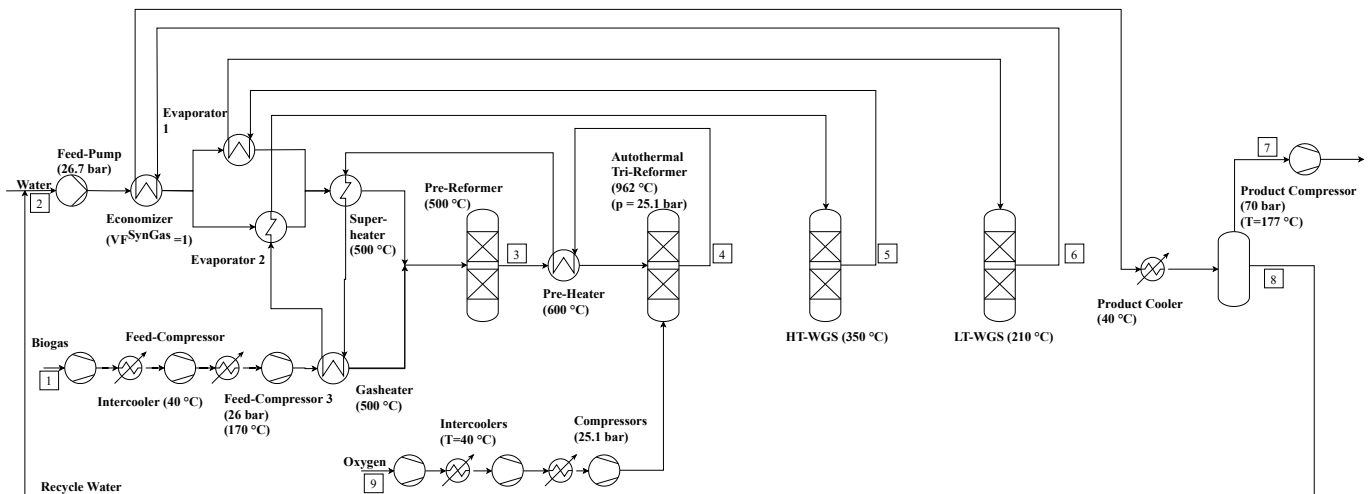 Evaporator
1
Feed-Pump
(26.7 bar)
Water
2
Economizer
(VFSynGas =1)
Evaporator 2
Super-
heater
(500 °C)
Pre-Reformer
(500 °C)
3
Pre-Heater
(600 °C)
Autothermal
Tri-Reformer
(962 °C)
(p = 25.1 bar)
4
HT-WGS (350 °C)
5
LT-WGS (210 °C)
6
Product Cooler
(40 °C)
7
Product Compressor
(70 bar)
(T=177 °C)
8
Biogas
1
Feed-Compressor
Intercooler (40 °C)
Feed-Compressor 3
(26 bar)
(170 °C)
Gasheater
(500 °C)
Oxygen
9
Intercoolers
(T=40 °C)
Compressors
(25.1 bar)
Recycle Water